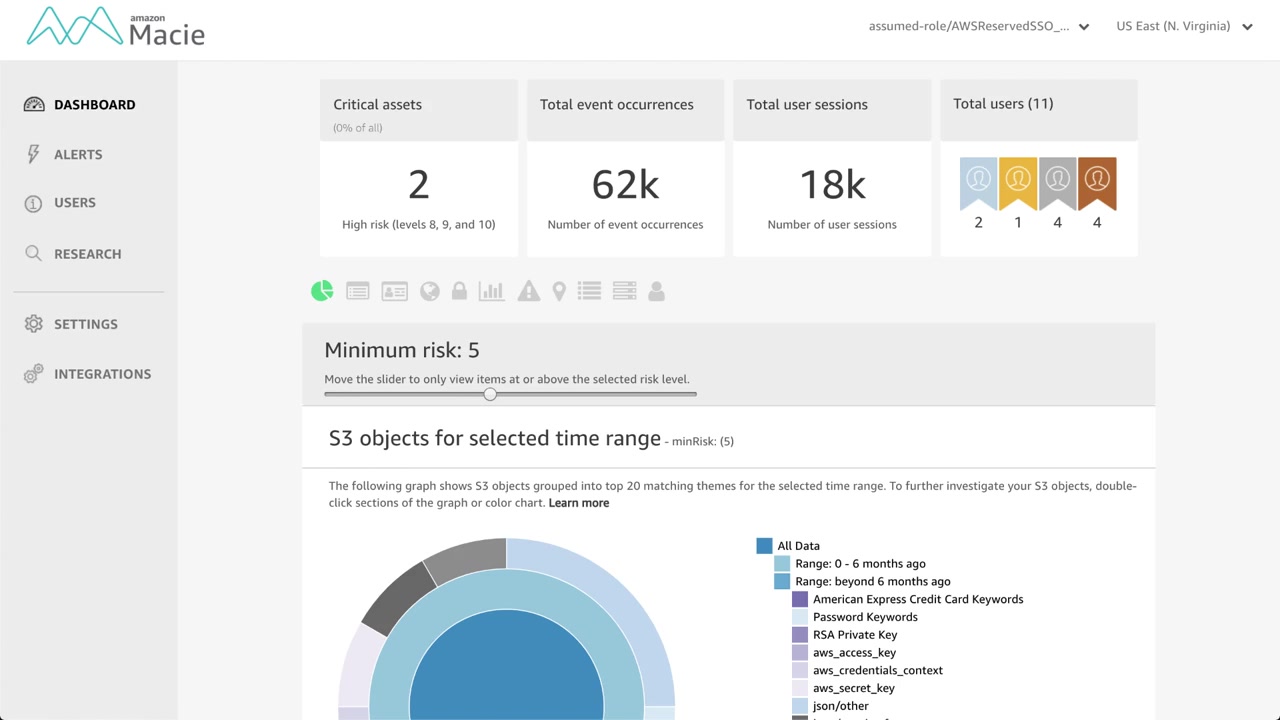 amazon
Macie
assumed-role/AWSReservedSSO_...
US East (N. Virginia)
DASHBOARD
ALERTS
USERS
RESEARCH
SETTINGS
INTEGRATIONS
Critical assets
(0% of all)
2
High risk (levels 8, 9, and 10)
Total event occurrences
62k
Number of event occurrences
Total user sessions
18k
Number of user sessions
Total users (11)
2 1 4 4
Minimum risk: 5
Move the slider to only view items at or above the selected risk level.
S3 objects for selected time range - minRisk: (5)
The following graph shows S3 objects grouped into top 20 matching themes for the selected time range. To further investigate your S3 objects, double-
click sections of the graph or color chart. Learn more
All Data
Range: 0 - 6 months ago
Range: beyond 6 months ago
American Express Credit Card Keywords
Password Keywords
RSA Private Key
aws_access_key
aws_credentials_context
aws_secret_key
json/other